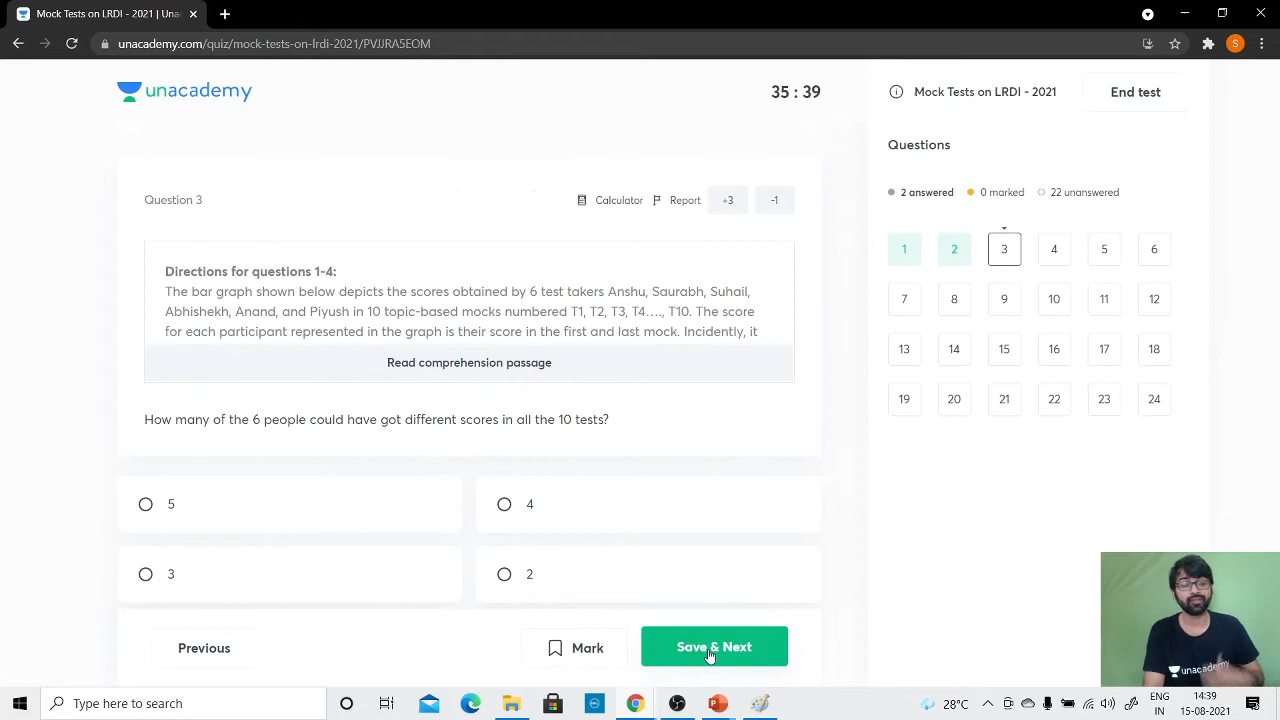 Mock Tests on LRDI - 2021 | Una
unacademy.com/quiz/mock-tests-on-lrdi-2021/PVJJRA5EOM
S
unacademy
35 : 39
Mock Tests on LRDI - 2021
End test
Questions
2 answered
0 marked
22 unanswered
Question 3
Calculator
Report
+3
-1
1 2 3 4 5 6
7 8 9 10 11 12
13 14 15 16 17 18
19 20 21 22 23 24
Directions for questions 1-4:
The bar graph shown below depicts the scores obtained by 6 test takers Anshu, Saurabh, Suhail,
Abhishekh, Anand, and Piyush in 10 topic-based mocks numbered T1, T2, T3, T4...., T10. The score
for each participant represented in the graph is their score in the first and last mock. Incidently, it
Read comprehension passage
How many of the 6 people could have got different scores in all the 10 tests?
5
4
3
2
Previous
Mark
Save & Next
unacademy
Type here to search
28°C
ENG
IN
14:39
15-08-2021